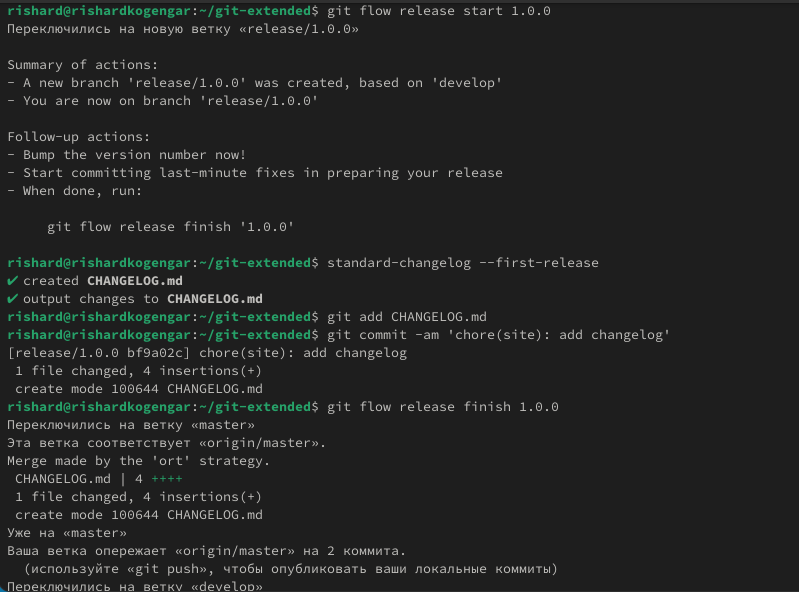 rishard@rishardkogengar:~/git-extended$ git flow release start 1.0.0
Переключились на новую ветку «release/1.0.0»

Summary of actions:
- A new branch 'release/1.0.0' was created, based on 'develop'
- You are now on branch 'release/1.0.0'

Follow-up actions:
- Bump the version number now!
- Start committing last-minute fixes in preparing your release
- When done, run:

     git flow release finish '1.0.0'

rishard@rishardkogengar:~/git-extended$ standard-changelog --first-release
✔ created CHANGELOG.md
✔ output changes to CHANGELOG.md
rishard@rishardkogengar:~/git-extended$ git add CHANGELOG.md
rishard@rishardkogengar:~/git-extended$ git commit -am 'chore(site): add changelog'
[release/1.0.0 bf9a02c] chore(site): add changelog
 1 file changed, 4 insertions(+)
 create mode 100644 CHANGELOG.md
rishard@rishardkogengar:~/git-extended$ git flow release finish 1.0.0
Переключились на ветку «master»
Эта ветка соответствует «origin/master».
Merge made by the 'ort' strategy.
 CHANGELOG.md | 4 ++++
 1 file changed, 4 insertions(+)
 create mode 100644 CHANGELOG.md
Уже на «master»
Ваша ветка опережает «origin/master» на 2 коммита.
  (используйте «git push», чтобы опубликовать ваши локальные коммиты)
Переключились на ветку «develop»